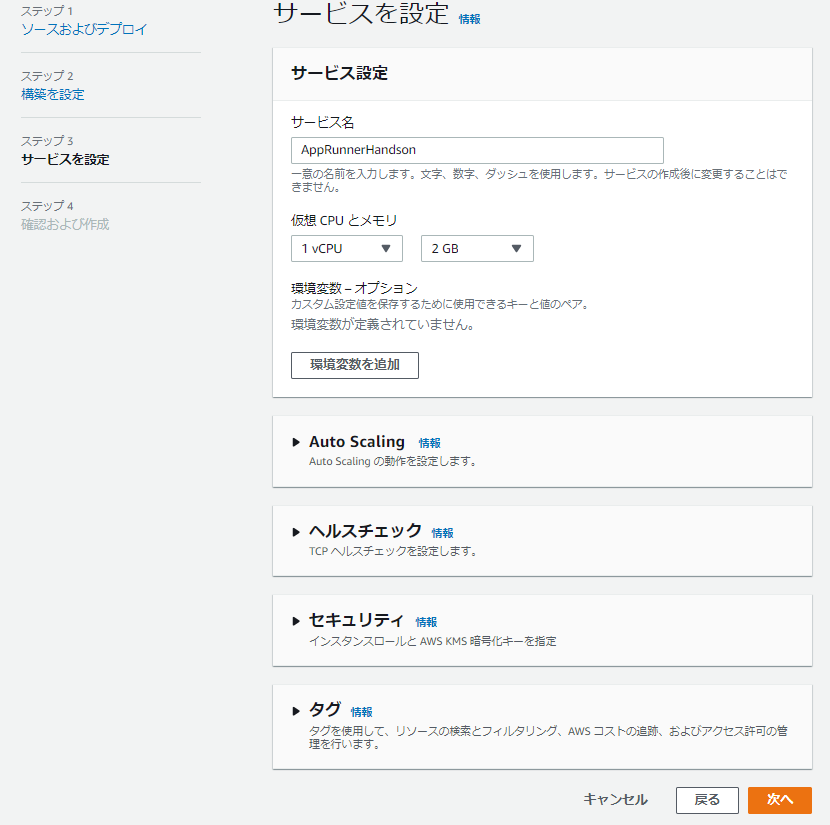 ステップ 1
ソースおよびデプロイ
ステップ 2
構築を設定
ステップ 3
サービスを設定
ステップ 4
確認および作成
サービスを設定 情報
サービス設定
サービス名
AppRunnerHandson
一意の名前を入力します。文字、数字、ダッシュを使用します。サービスの作成後に変更することはで
きません。
仮想 CPU とメモリ
1 vCPU 2 GB
環境変数 – オプション
カスタム設定値を保存するために使用できるキーと値のペア。
環境変数が定義されていません。
環境変数を追加
Auto Scaling 情報
Auto Scaling の動作を設定します。
ヘルスチェック 情報
TCP ヘルスチェックを設定します。
セキュリティ 情報
インスタンスロールと AWS KMS 暗号化キーを指定
タグ 情報
タグを使用して、リソースの検索とフィルタリング、AWS コストの追跡、およびアクセス許可の管
理を行います。
キャンセル 戻る 次へ